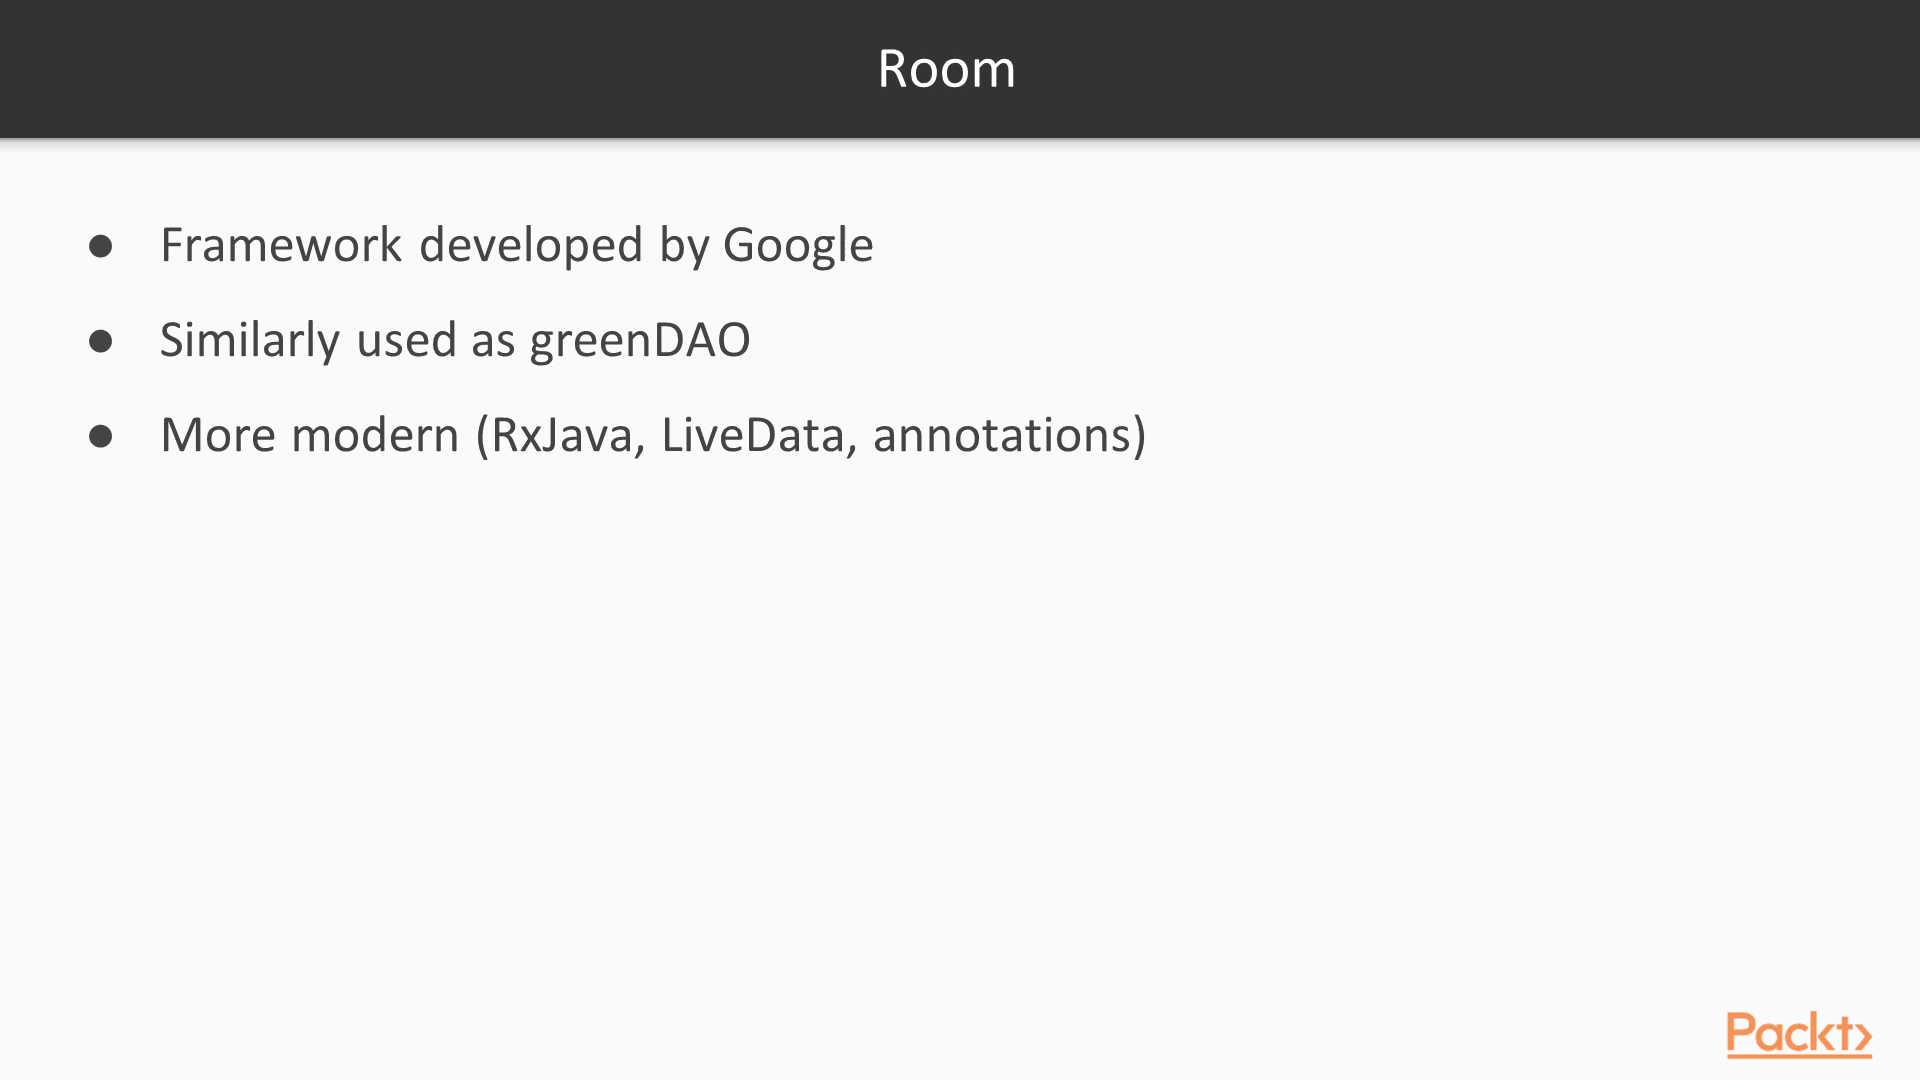 Room
● Framework developed by Google
● Similarly used as greenDAO
● More modern (RxJava, LiveData, annotations)
Packt>